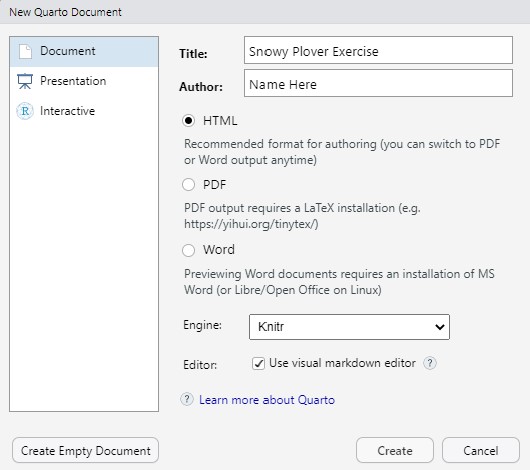 New Quarto Document
Document
Presentation
R Interactive
Title: Snowy Plover Exercise
Author: Name Here
HTML
Recommended format for authoring (you can switch to PDF
or Word output anytime)
PDF
PDF output requires a LaTeX installation (e.g.
https://yihui.org/tinytex/)
Word
Previewing Word documents requires an installation of MS
Word (or Libre/Open Office on Linux)
Engine: Knitr
Editor: Use visual markdown editor ?
? Learn more about Quarto
Create Empty Document Create Cancel